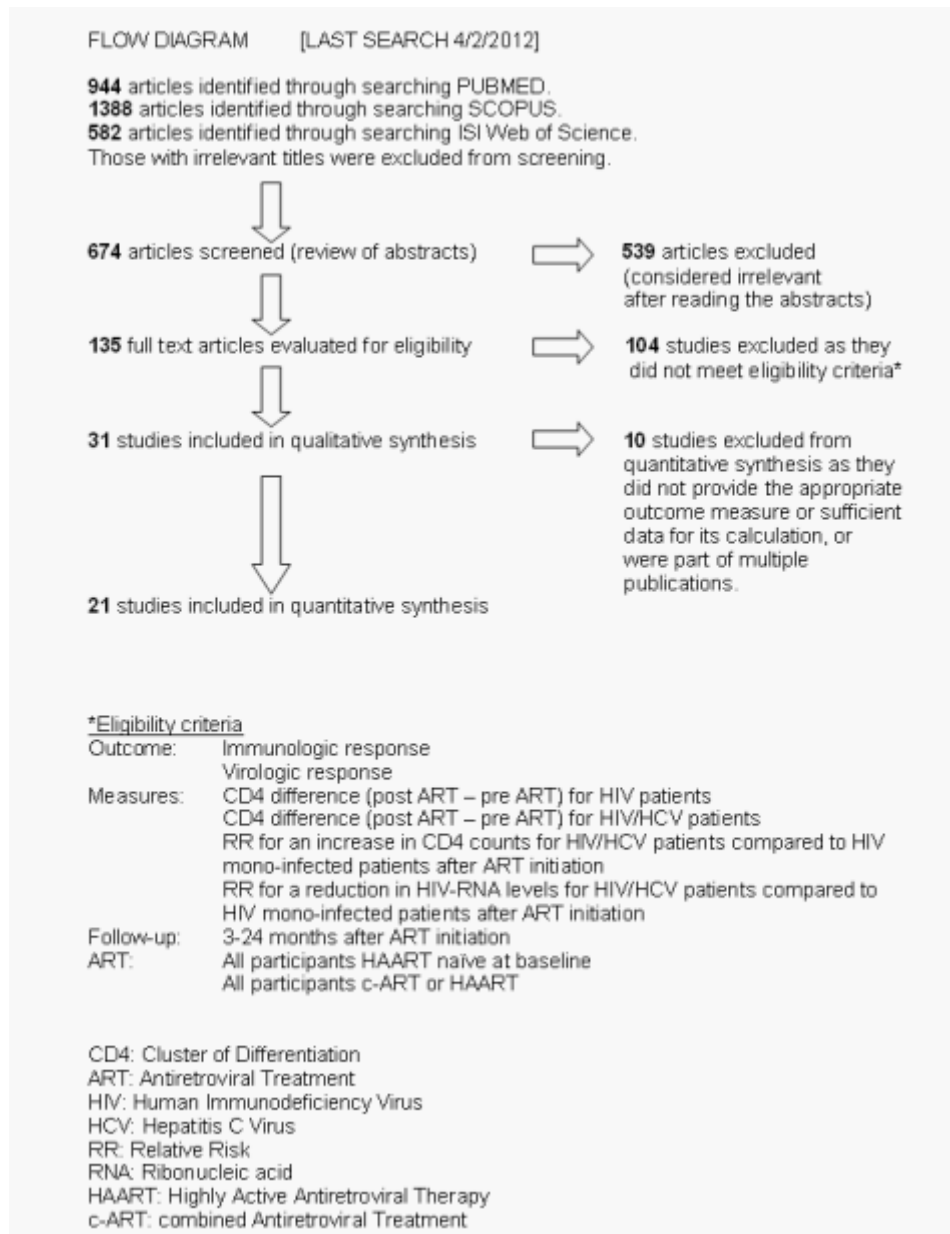 FLOW DIAGRAM [LAST SEARCH 4/2/2012]
944 articles identified through searching PUBMED.
1388 articles identified through searching SCOPUS.
582 articles identified through searching ISI Web of Science.
Those with irrelevant titles were excluded from screening.
674 articles screened (review of abstracts)
539 articles excluded
(considered irrelevant
after reading the abstracts)
135 full text articles evaluated for eligibility
104 studies excluded as they
did not meet eligibility criteria*
31 studies included in qualitative synthesis
10 studies excluded from
quantitative synthesis as they
did not provide the appropriate
outcome measure or sufficient
data for its calculation, or
were part of multiple
publications.
21 studies included in quantitative synthesis
*Eligibility criteria
Outcome: Immunologic response
Virologic response
Measures: CD4 difference (post ART – pre ART) for HIV patients
CD4 difference (post ART – pre ART) for HIV/HCV patients
RR for an increase in CD4 counts for HIV/HCV patients compared to HIV
mono-infected patients after ART initiation
RR for a reduction in HIV-RNA levels for HIV/HCV patients compared to
HIV mono-infected patients after ART initiation
Follow-up: 3-24 months after ART initiation
ART: All participants HAART naïve at baseline
All participants c-ART or HAART
CD4: Cluster of Differentiation
ART: Antiretroviral Treatment
HIV: Human Immunodeficiency Virus
HCV: Hepatitis C Virus
RR: Relative Risk
RNA: Ribonucleic acid
HAART: Highly Active Antiretroviral Therapy
c-ART: combined Antiretroviral Treatment